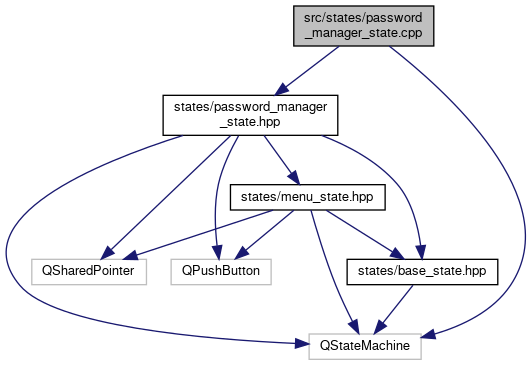 src/states/password
_manager_state.cpp
states/password_manager
_state.hpp
states/menu_state.hpp
QSharedPointer
QPushButton
states/base_state.hpp
QStateMachine